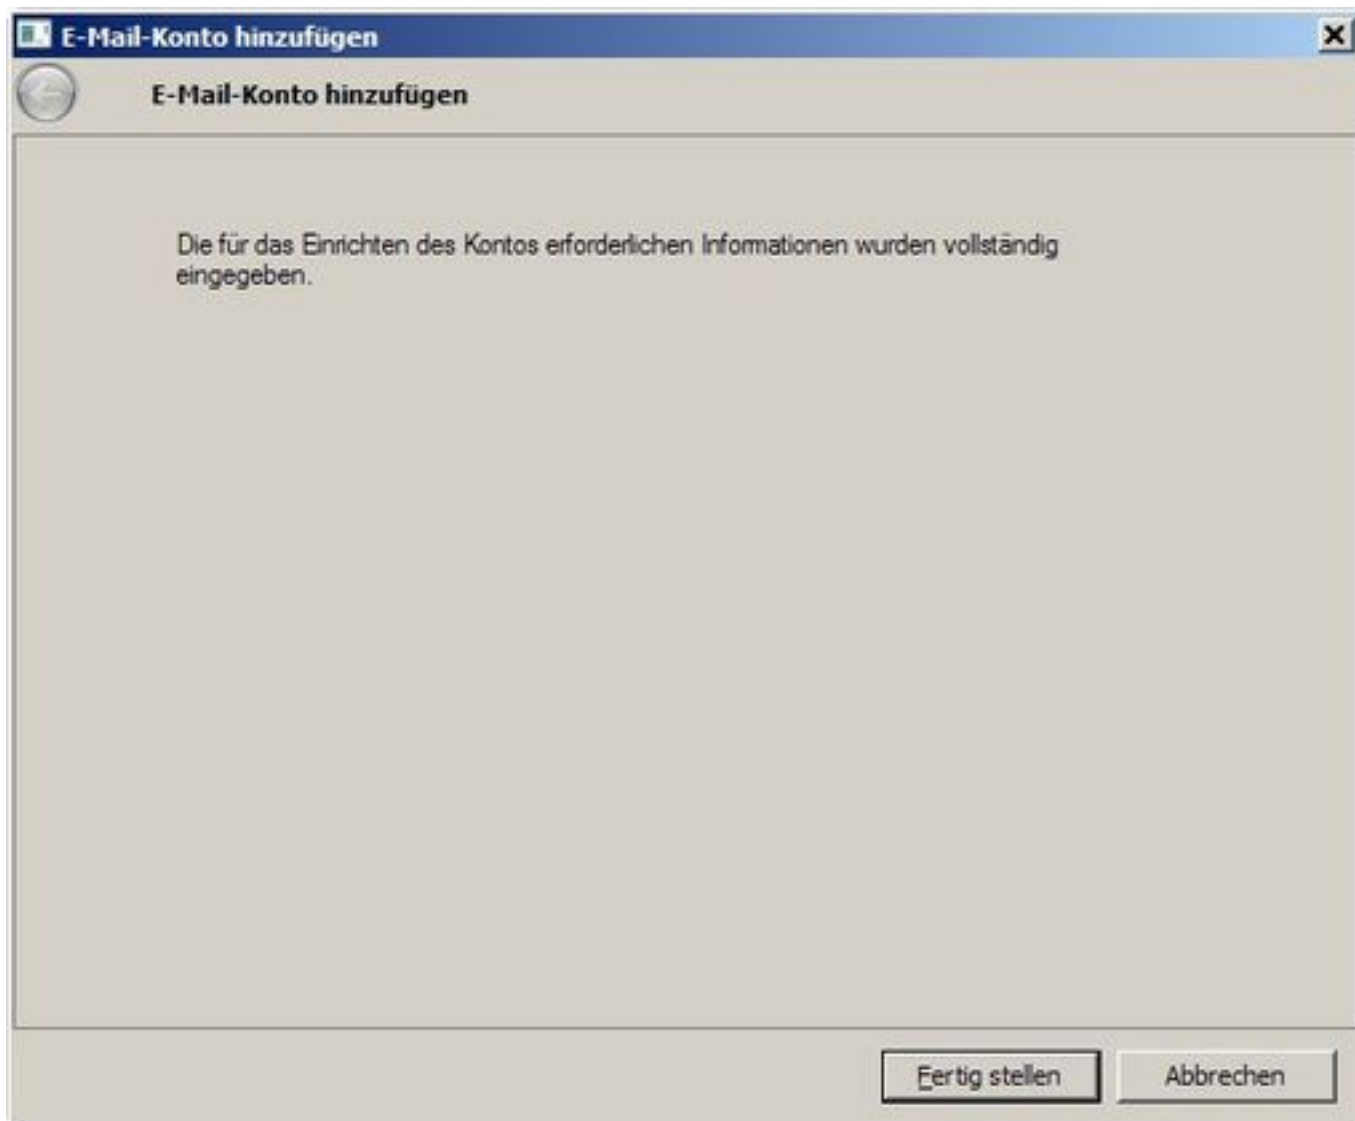 E-Mail-Konto hinzufügen
E-Mail-Konto hinzufügen
Die für das Einrichten des Kontos erforderlichen Informationen wurden vollständig
eingegeben.
Fertig stellen
Abbrechen